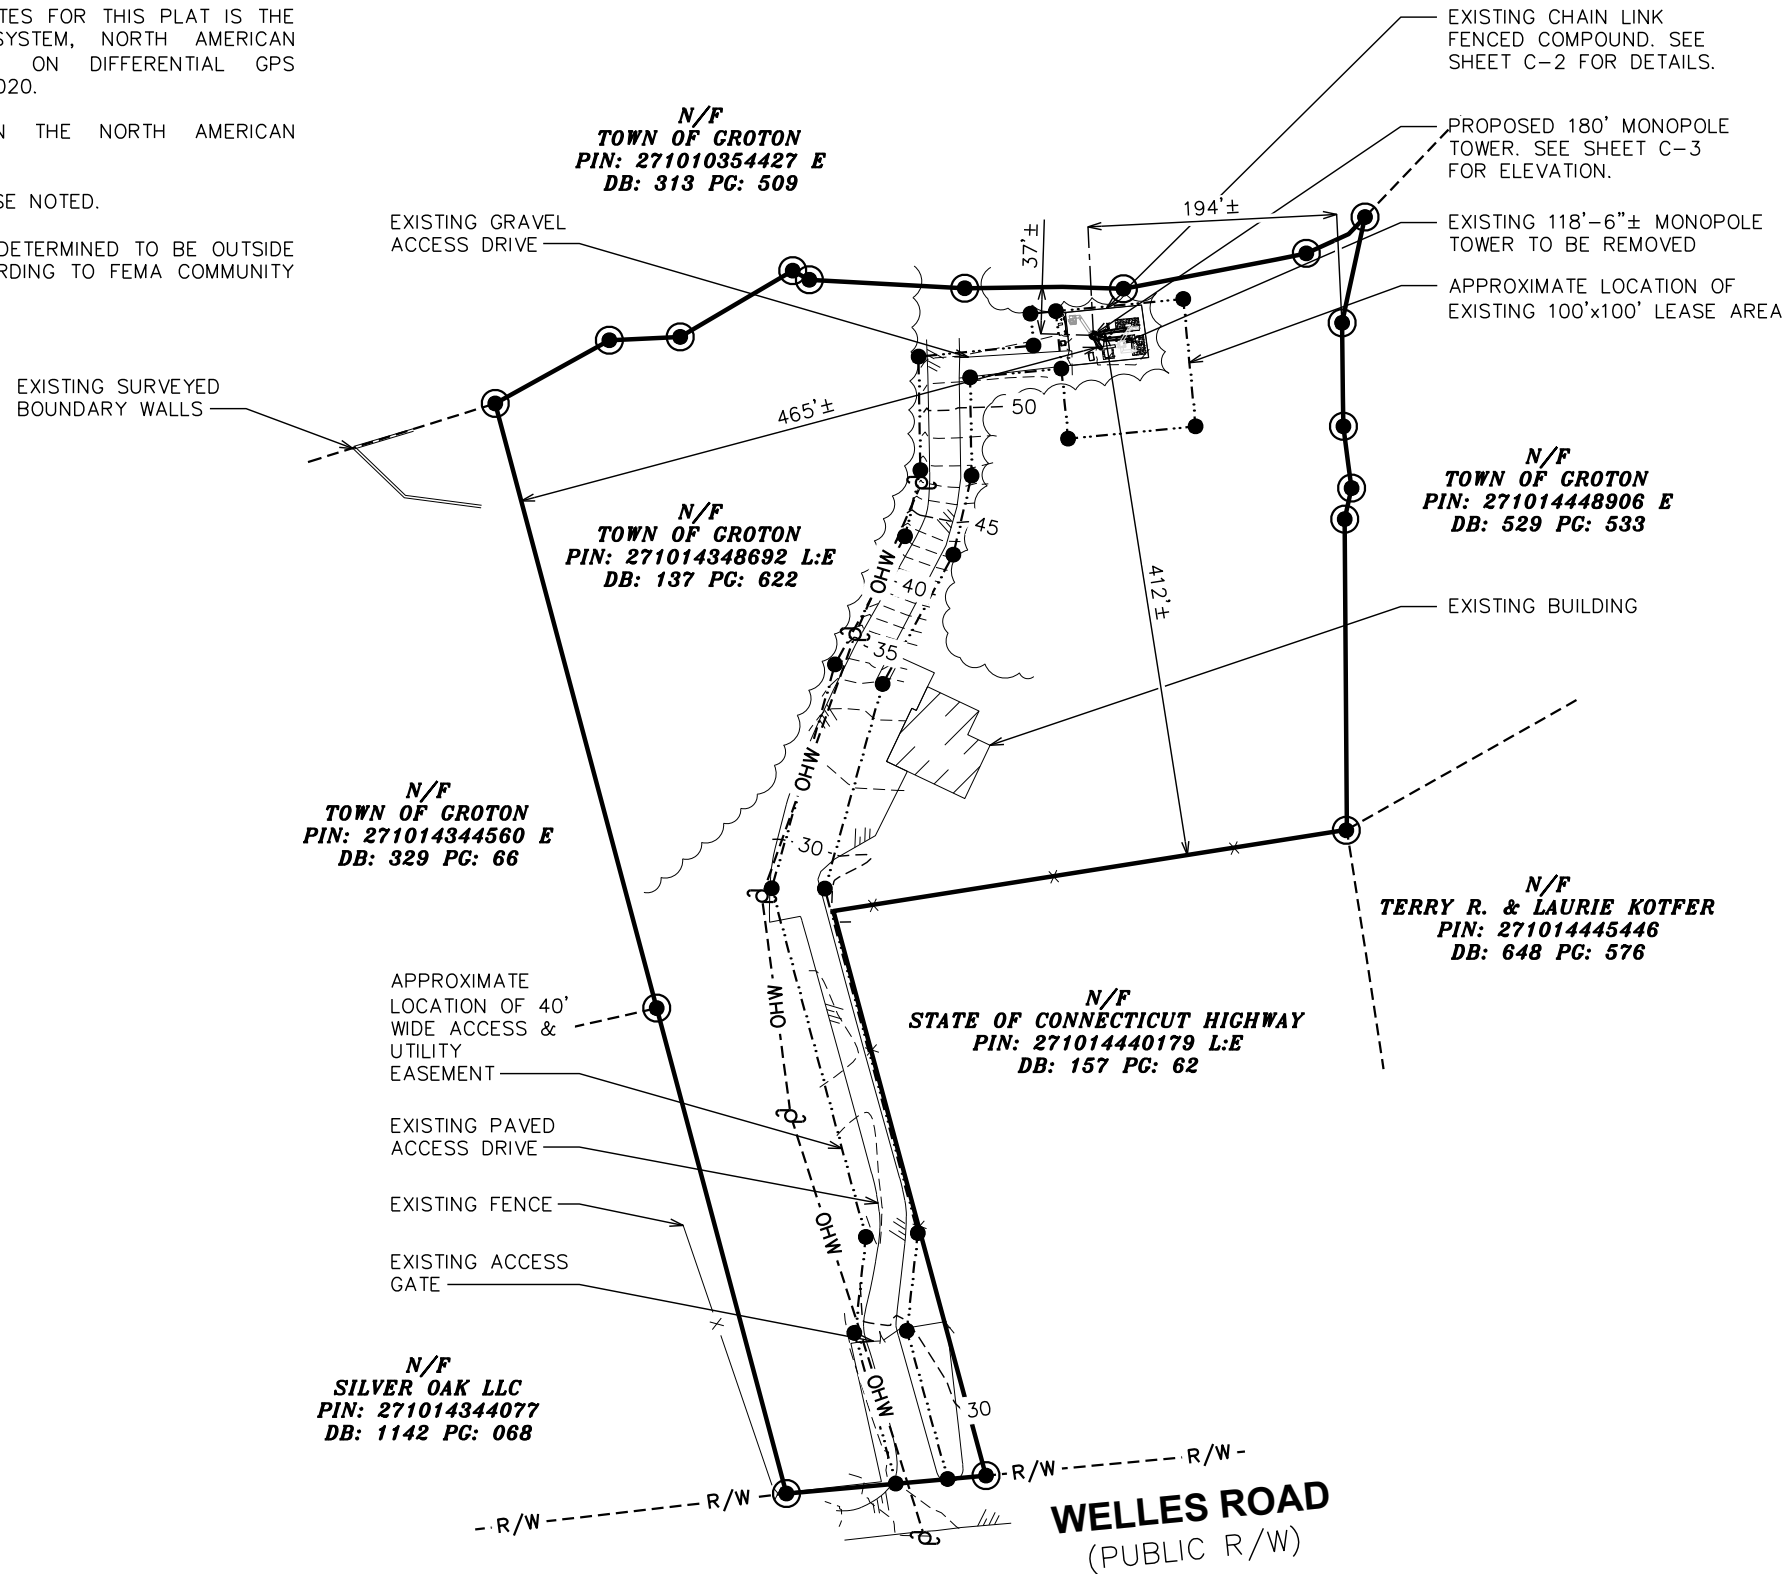 TES FOR THIS PLAT IS THE
SYSTEM, NORTH AMERICAN
ON DIFFERENTIAL GPS
020.
N THE NORTH AMERICAN
SE NOTED.
DETERMINED TO BE OUTSIDE
RDING TO FEMA COMMUNITY
N/F
TOWN OF GROTON
PIN: 271010354427 E
DB: 313 PG: 509
EXISTING CHAIN LINK
FENCED COMPOUND. SEE
SHEET C-2 FOR DETAILS.
PROPOSED 180' MONOPOLE
TOWER. SEE SHEET C-3
FOR ELEVATION.
EXISTING 118'-6"± MONOPOLE
TOWER TO BE REMOVED
APPROXIMATE LOCATION OF
EXISTING 100'x100' LEASE AREA
EXISTING GRAVEL
ACCESS DRIVE
37'±
194'±
EXISTING SURVEYED
BOUNDARY WALLS
465'±
50
N/F
TOWN OF GROTON
PIN: 271014348692 L:E
DB: 137 PG: 622
N/F
TOWN OF GROTON
PIN: 271014448906 E
DB: 529 PG: 533
45
OHW
40
412'±
EXISTING BUILDING
35
OHW
N/F
TOWN OF GROTON
PIN: 271014344560 E
DB: 329 PG: 66
30
N/F
TERRY R. & LAURIE KOTFER
PIN: 271014445446
DB: 648 PG: 576
APPROXIMATE
LOCATION OF 40'
WIDE ACCESS &
UTILITY
EASEMENT
OHW
N/F
STATE OF CONNECTICUT HIGHWAY
PIN: 271014440179 L:E
DB: 157 PG: 62
EXISTING PAVED
ACCESS DRIVE
EXISTING FENCE
OHW
EXISTING ACCESS
GATE
N/F
SILVER OAK LLC
PIN: 271014344077
DB: 1142 PG: 068
OHW
30
R/W
R/W
R/W
R/W
WELLES ROAD
(PUBLIC R/W)